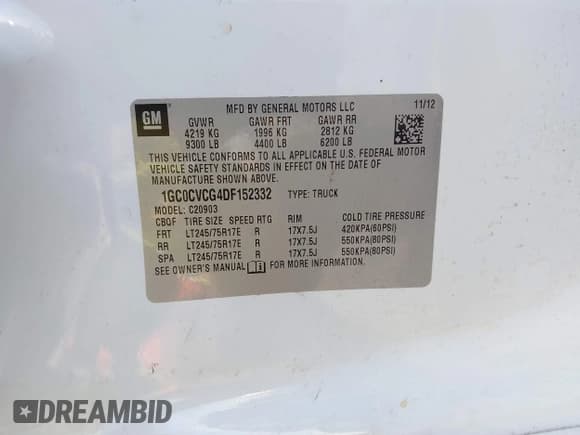 GM
MFD BY GENERAL MOTORS LLC 11/12
GVWR GAWR FRT GAWR RR
4219 KG 1996 KG 2812 KG
9300 LB 4400 LB 6200 LB
THIS VEHICLE CONFORMS TO ALL APPLICABLE U.S. FEDERAL MOTOR
VEHICLE SAFETY STANDARDS IN EFFECT ON THE DATE OF
MANUFACTURE SHOWN ABOVE.
1GC0CVCG4DF152332 TYPE: TRUCK
MODEL: C20903
CBQF TIRE SIZE SPEED RTG RIM COLD TIRE PRESSURE
FRT LT245/75R17E R 17X7.5J 420KPA(60PSI)
RR LT245/75R17E R 17X7.5J 550KPA(80PSI)
SPA LT245/75R17E R 17X7.5J 550KPA(80PSI)
SEE OWNER'S MANUAL FOR MORE INFORMATION.
DREAMBID